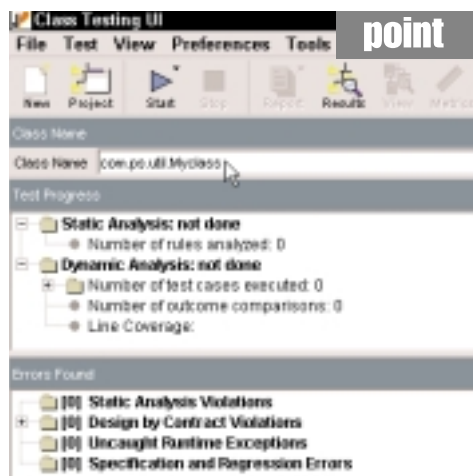 Class Testing UI
point
File Test View Preferences Tools
New Project Start Stop Report Results View Metrics
Class Name
Class Name com.ps.util.Myclass
Test Progress
Static Analysis: not done
Number of rules analyzed: 0
Dynamic Analysis: not done
Number of test cases executed: 0
Number of outcome comparisons: 0
Line Coverage:
Errors Found
[0] Static Analysis Violations
[0] Design by Contract Violations
[0] Uncaught Runtime Exceptions
[0] Specification and Regression Errors